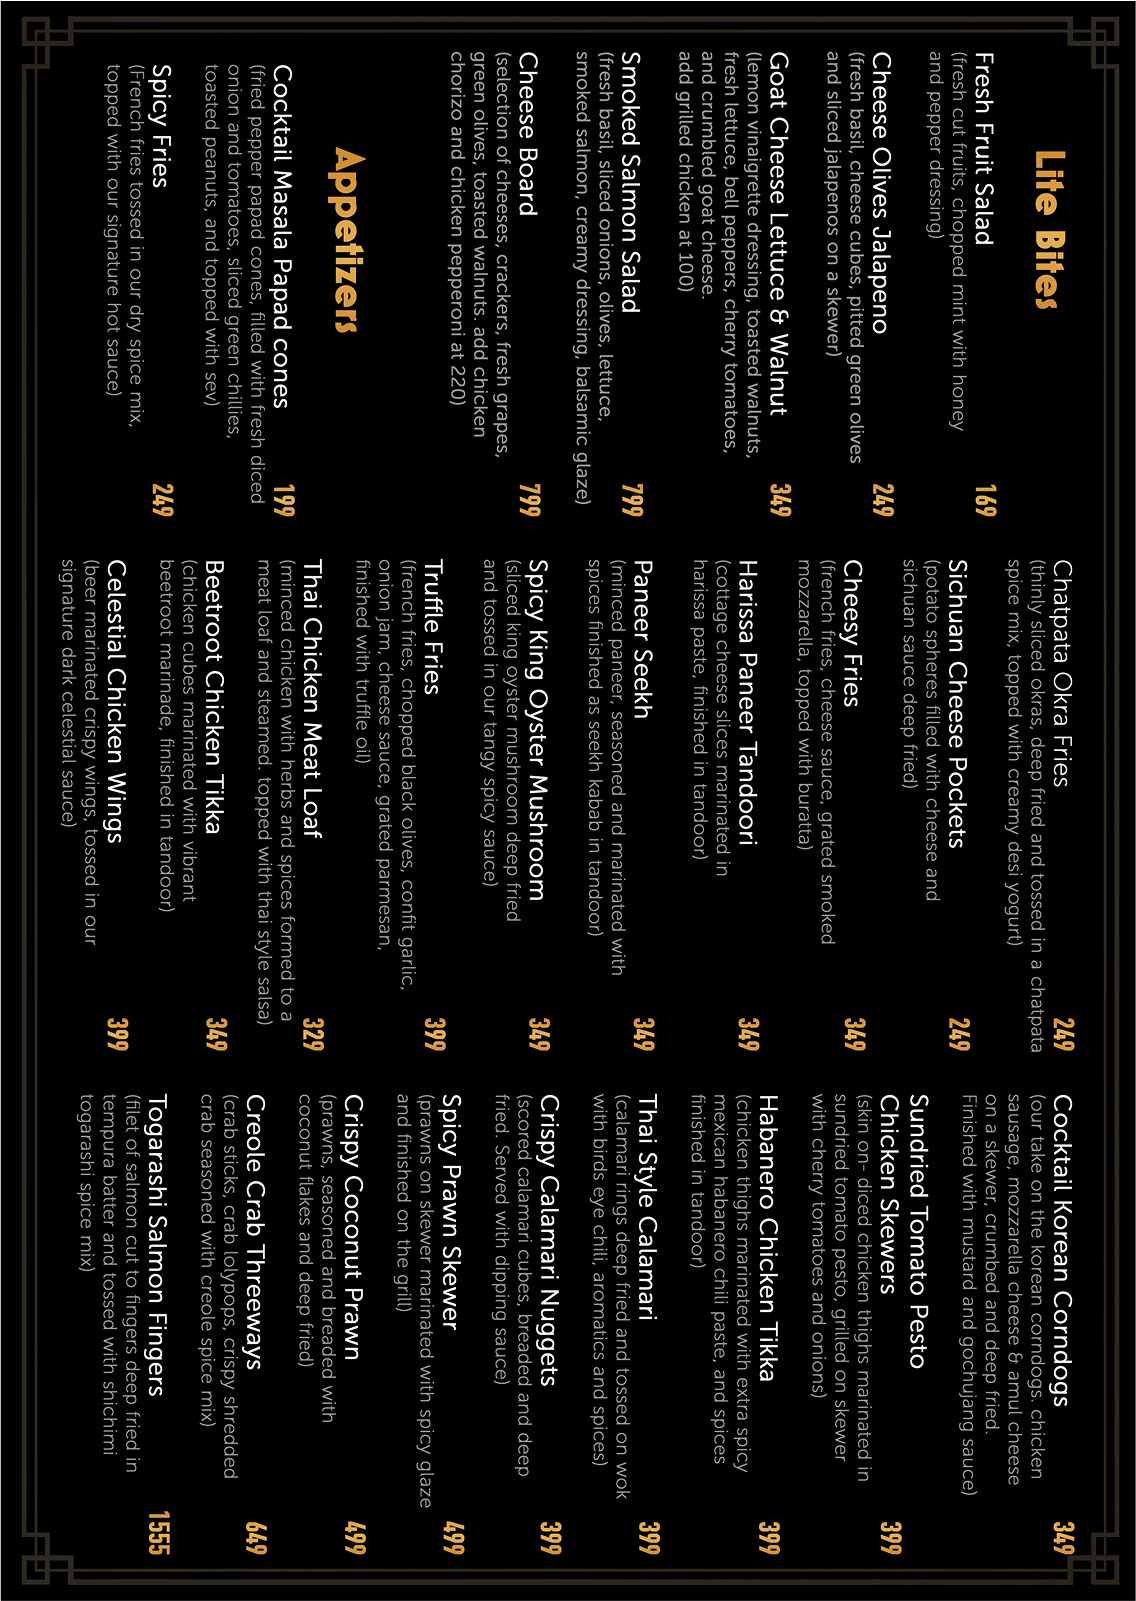 Lite Bites
Fresh Fruit Salad 169
(fresh cut fruits, chopped mint with honey
and pepper dressing)
Cheese Olives Jalapeno 249
(fresh basil, cheese cubes, pitted green olives
and sliced jalapenos on a skewer)
Goat Cheese Lettuce & Walnut 349
(lemon vinaigrette dressing, toasted walnuts,
fresh lettuce, bell peppers, cherry tomatoes,
and crumbled goat cheese.
add grilled chicken at 100)
Smoked Salmon Salad 799
(fresh basil, sliced onions, olives, lettuce,
smoked salmon, creamy dressing, balsamic glaze)
Cheese Board 799
(selection of cheeses, crackers, fresh grapes,
green olives, toasted walnuts. add chicken
chorizo and chicken pepperoni at 220)
Appetizers
Cocktail Masala Papad cones 199
(fried pepper papad cones, filled with fresh diced
onion and tomatoes, sliced green chillies,
toasted peanuts, and topped with sev)
Spicy Fries 249
(French fries tossed in our dry spice mix,
topped with our signature hot sauce)
Chatpata Okra Fries 249
(thinly sliced okras, deep fried and tossed in a chatpata
spice mix, topped with creamy desi yogurt)
Sichuan Cheese Pockets 249
(potato spheres filled with cheese and
sichuan sauce deep fried)
Cheesy Fries 349
(french fries, cheese sauce, grated smoked
mozzarella, topped with buratta)
Harissa Paneer Tandoori 349
(cottage cheese slices marinated in
harissa paste, finished in tandoor)
Paneer Seekh 349
(minced paneer, seasoned and marinated with
spices finished as seekh kabab in tandoor)
Spicy King Oyster Mushroom 349
(sliced king oyster mushroom deep fried
and tossed in our tangy spicy sauce)
Truffle Fries 399
(french fries, chopped black olives, confit garlic,
onion jam, cheese sauce, grated parmesan,
finished with truffle oil)
Thai Chicken Meat Loaf 329
(minced chicken with herbs and spices formed to a
meat loaf and steamed, topped with thai style salsa)
Beetroot Chicken Tikka 349
(chicken cubes marinated with vibrant
beetroot marinade, finished in tandoor)
Celestial Chicken Wings 399
(beer marinated crispy wings, tossed in our
signature dark celestial sauce)
Cocktail Korean Corndogs 349
(our take on the korean corndogs. chicken
sausage, mozzarella cheese & amul cheese
on a skewer, crumbed and deep fried.
Finished with mustard and gochujang sauce)
Sundried Tomato Pesto
Chicken Skewers 399
(skin on- diced chicken thighs marinated in
sundried tomato pesto, grilled on skewer
with cherry tomatoes and onions)
Habanero Chicken Tikka 399
(chicken thighs marinated with extra spicy
mexican habanero chili paste, and spices
finished in tandoor)
Thai Style Calamari 399
(calamari rings deep fried and tossed on wok
with birds eye chili, aromatics and spices)
Crispy Calamari Nuggets 399
(scored calamari cubes, breaded and deep
fried. Served with dipping sauce)
Spicy Prawn Skewer 499
(prawns on skewer marinated with spicy glaze
and finished on the grill)
Crispy Coconut Prawn 499
(prawns, seasoned and breaded with
coconut flakes and deep fried)
Creole Crab Threeways 649
(crab sticks, crab lolypops, crispy shredded
crab seasoned with creole spice mix)
Togarashi Salmon Fingers 1555
(filet of salmon cut to fingers deep fried in
tempura batter and tossed with shichimi
togarashi spice mix)